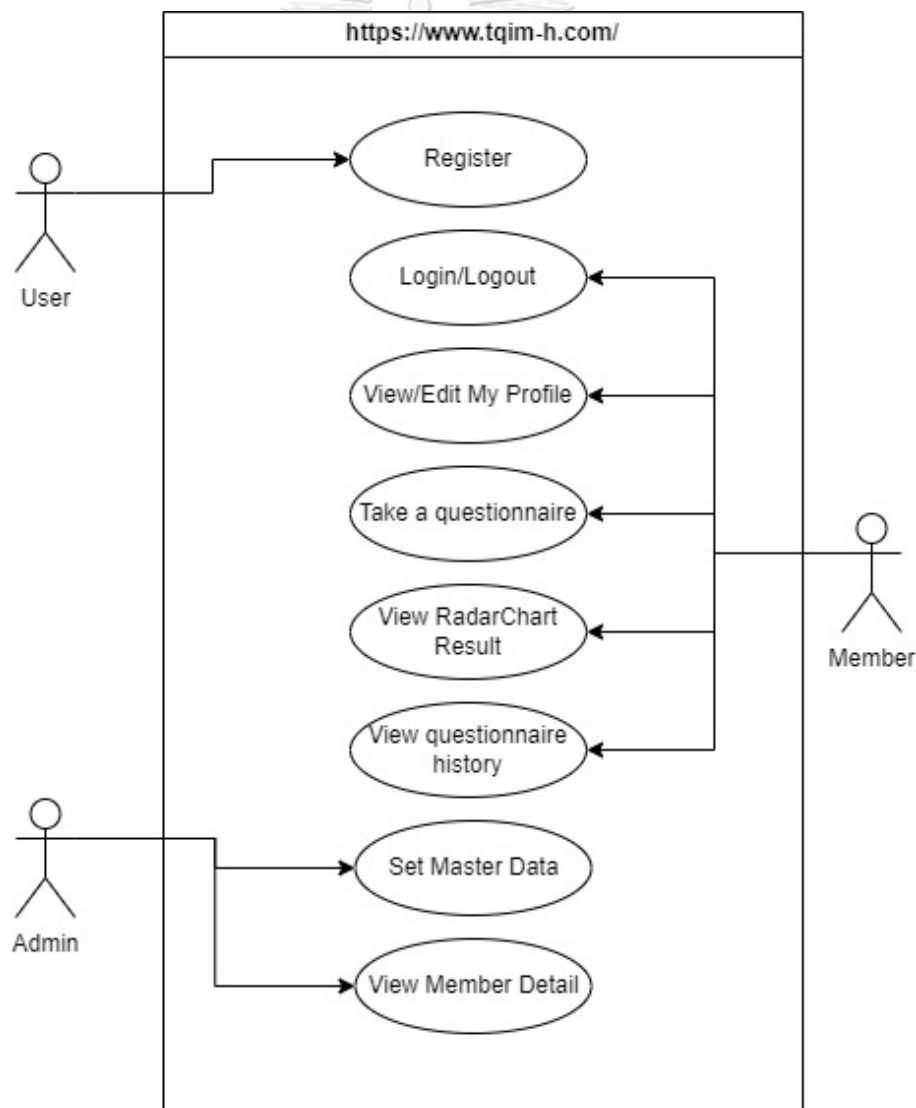 https://www.tqim-h.com/
Register
User
Login/Logout
View/Edit My Profile
Take a questionnaire
View RadarChart
Result
Member
View questionnaire
history
Set Master Data
Admin
View Member Detail